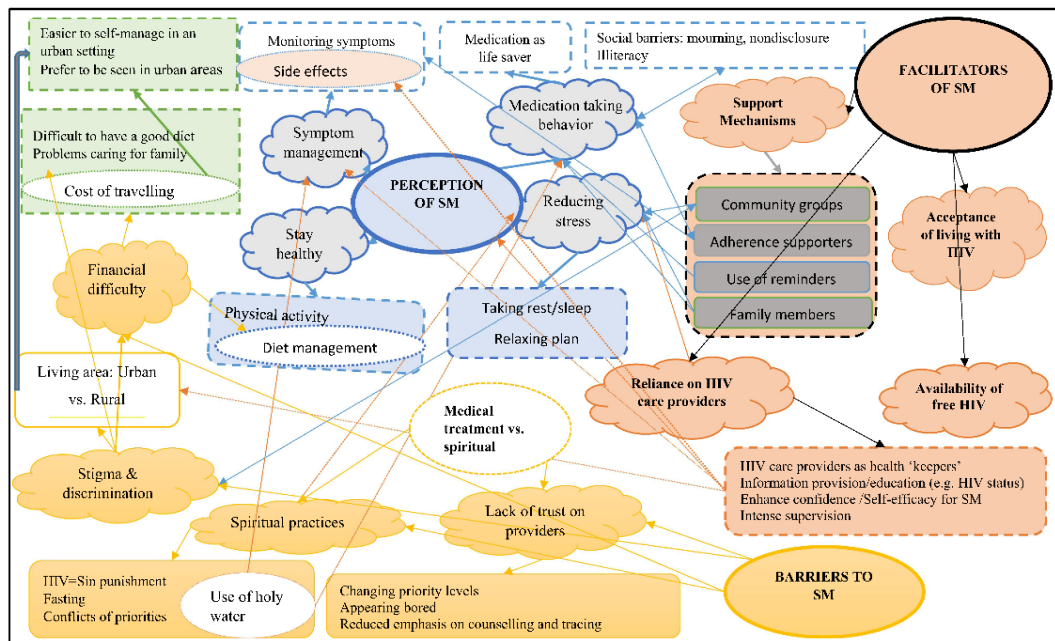 Easier to self-manage in an
urban setting
Prefer to be seen in urban areas
Monitoring symptoms
Side effects
Medication as
life saver
Social barriers: mourning, nondisclosure
Illiteracy
FACILITATORS
OF SM
Difficult to have a good diet
Problems caring for family
Cost of travelling
Symptom
management
Medication taking
behavior
Support
Mechanisms
PERCEPTION
OF SM
Reducing
stress
Community groups
Adherence supporters
Use of reminders
Family members
Acceptance
of living with
HIV
Stay
healthy
Financial
difficulty
Physical activity
Diet management
Taking rest/sleep
Relaxing plan
Living area: Urban
vs. Rural
Reliance on HIV
care providers
Availability of
free HIV
Medical
treatment vs.
spiritual
Stigma &
discrimination
HIV care providers as health ‘keepers’
Information provision/education (e.g. HIV status)
Enhance confidence /Self-efficacy for SM
Intense supervision
Spiritual practices
Lack of trust on
providers
HIV=Sin punishment
Fasting
Conflicts of priorities
Use of holy
water
Changing priority levels
Appearing bored
Reduced emphasis on counselling and tracing
BARRIERS TO
SM